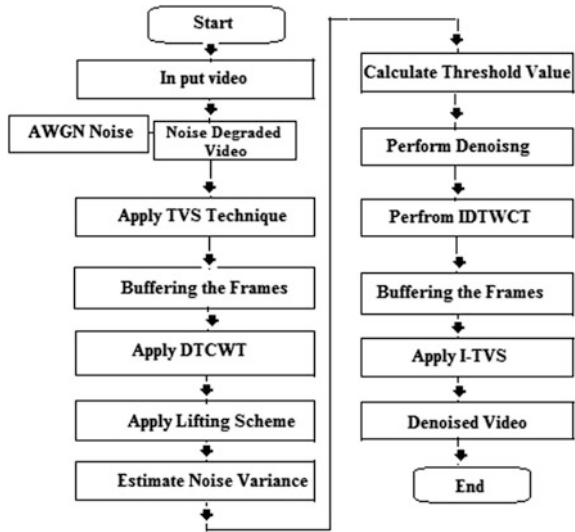 Start
In put video
AWGN Noise
Noise Degraded
Video
Apply TVS Technique
Buffering the Frames
Apply DTCWT
Apply Lifting Scheme
Estimate Noise Variance
Calculate Threshold Value
Perform Denoisng
Perfrom IDTWCT
Buffering the Frames
Apply I-TVS
Denoised Video
End